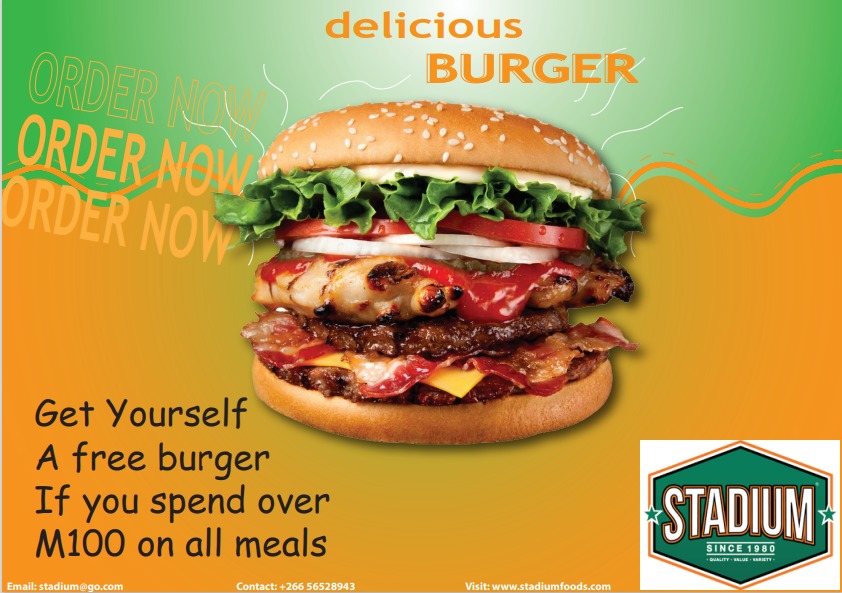 delicious
BURGER
ORDER NOW
ORDER NOW
ORDER NOW
Get Yourself
A free burger
If you spend over
M100 on all meals
STADIUM
SINCE 1980
· QUALITY · VALUE · VARIETY ·
Email: stadium@go.com
Contact: +266 56528943
Visit: www.stadiumfoods.com